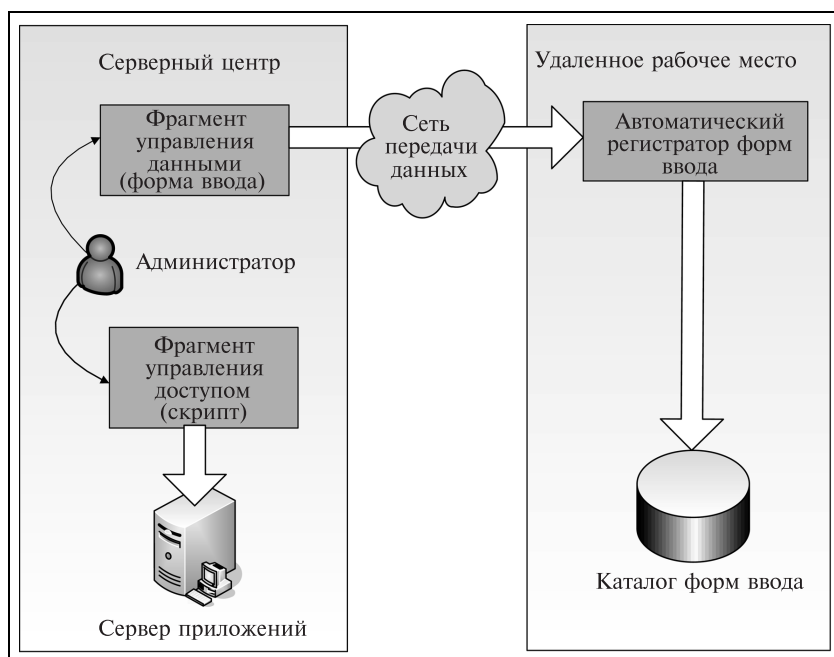 Серверный центр
Фрагмент
управления
данными
(форма ввода)
Администратор
Фрагмент
управления
доступом
(скрипт)
Сервер приложений
Сеть
передачи
данных
Удаленное рабочее место
Автоматический
регистратор форм
ввода
Каталог форм ввода